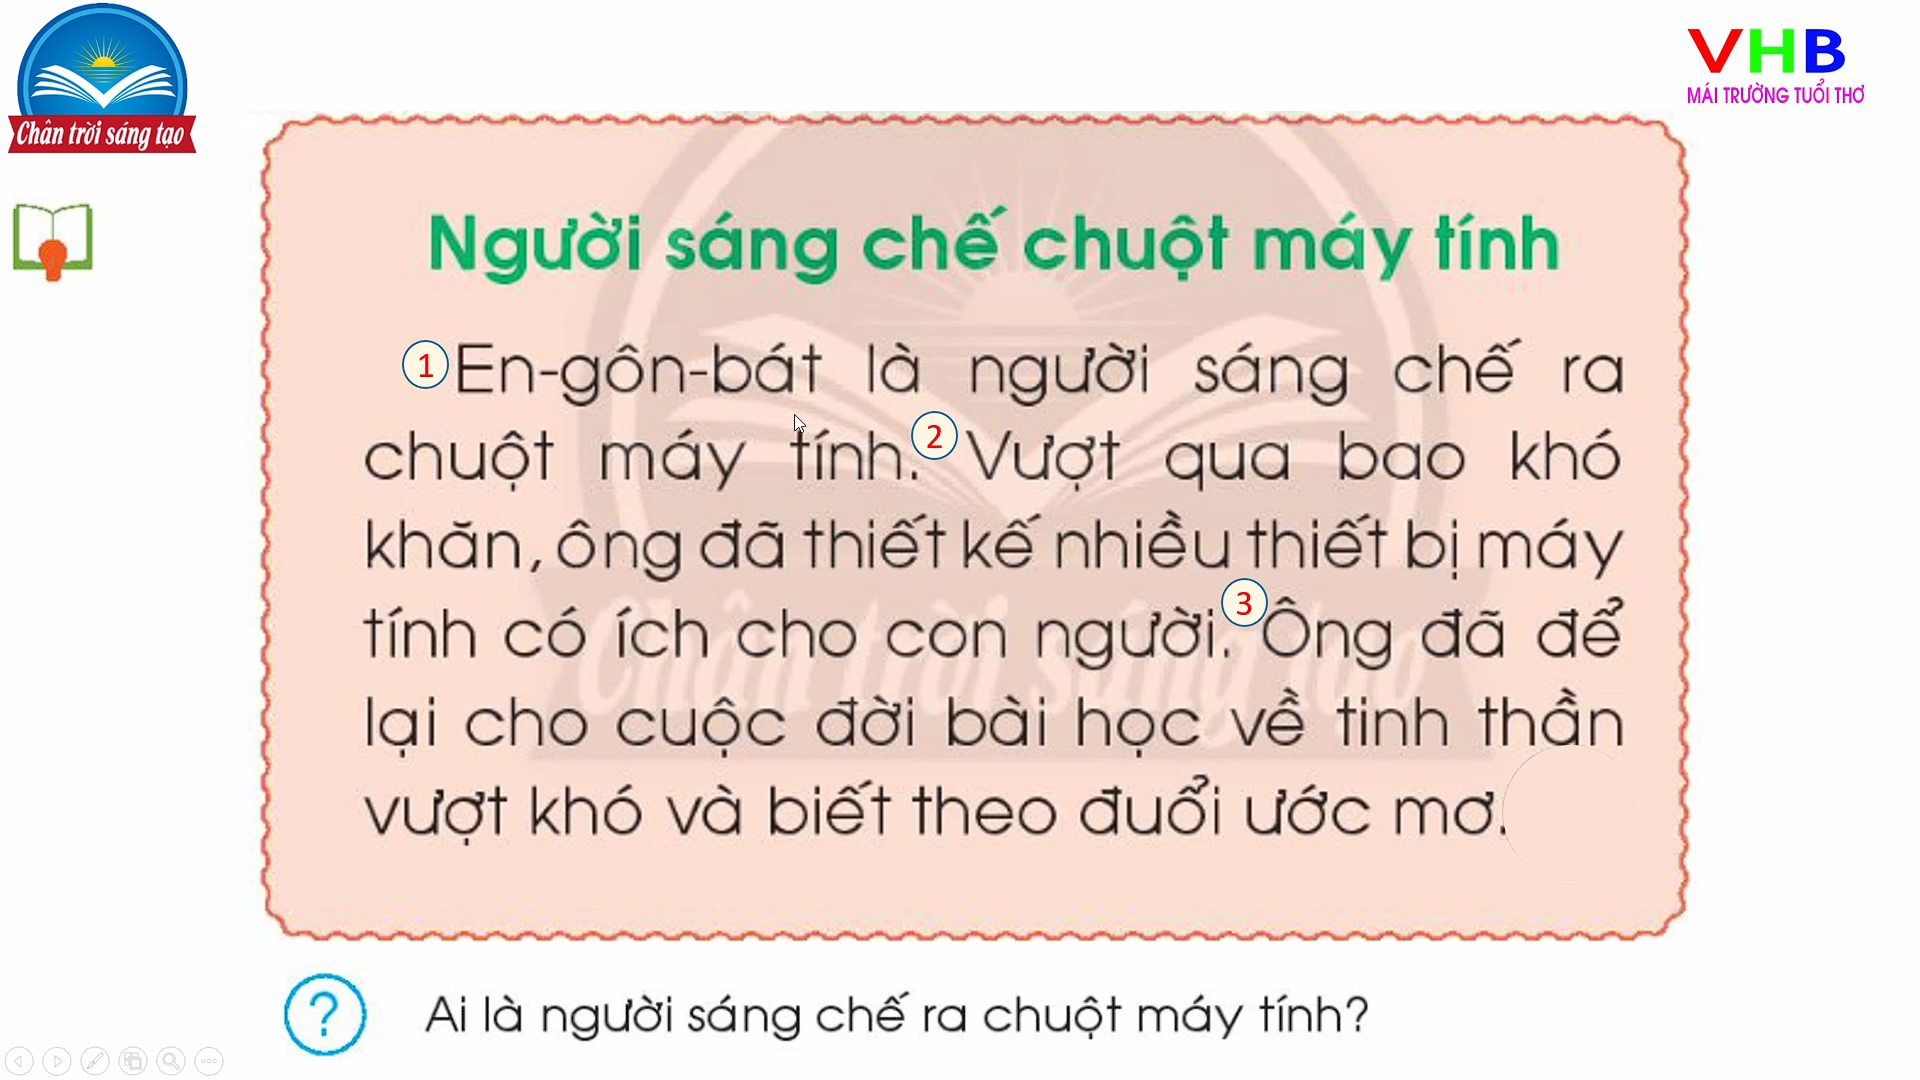 Chân trời sáng tạo
VHB
MÁI TRƯỜNG TUỔI THƠ
Người sáng chế chuột máy tính
1 En-gôn-bát là người sáng chế ra
chuột máy tính. 2 Vượt qua bao khó
khăn, ông đã thiết kế nhiều thiết bị máy
tính có ích cho con người. 3 Ông đã để
lại cho cuộc đời bài học về tinh thần
vượt khó và biết theo đuổi ước mơ.
Chân trời sáng tạo
? Ai là người sáng chế ra chuột máy tính?